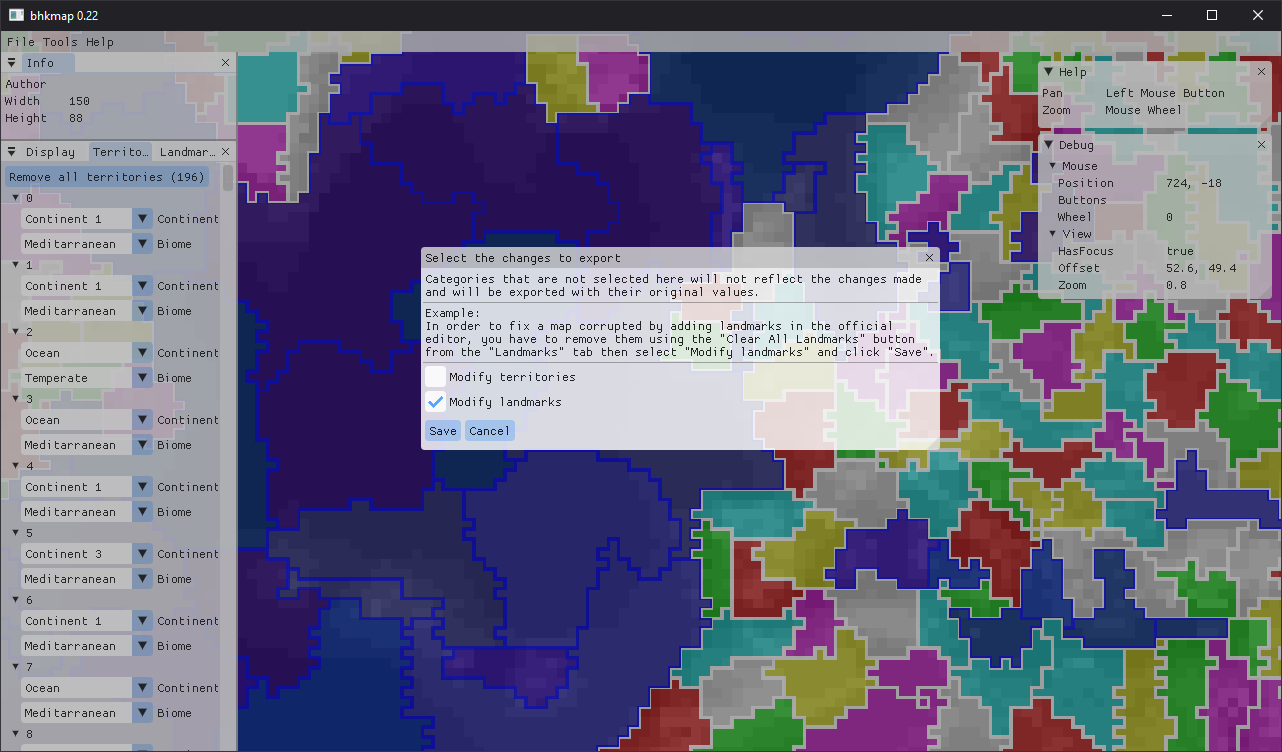 bhkmap 0.22
File Tools Help
Info
Author
Width 150
Height 88
Display Territo… Landmar…
Remove all territories (196)
0
Continent 1 Continent
Meditarranean Biome
1
Continent 1 Continent
Meditarranean Biome
2
Ocean Continent
Temperate Biome
3
Ocean Continent
Meditarranean Biome
4
Continent 1 Continent
Meditarranean Biome
5
Continent 3 Continent
Meditarranean Biome
6
Continent 1 Continent
Meditarranean Biome
7
Ocean Continent
Meditarranean Biome
8
Select the changes to export
Categories that are not selected here will not reflect the changes made
and will be exported with their original values.
Example:
In order to fix a map corrupted by adding landmarks in the official
editor, you have to remove them using the "Clear All Landmarks" button
from the "Landmarks" tab then select "Modify landmarks" and click "Save".
Modify territories
Modify landmarks
Save Cancel
Help
Pan Left Mouse Button
Zoom Mouse Wheel
Debug
Mouse
Position 724, -18
Buttons
Wheel 0
View
HasFocus true
Offset 52.6, 49.4
Zoom 0.8